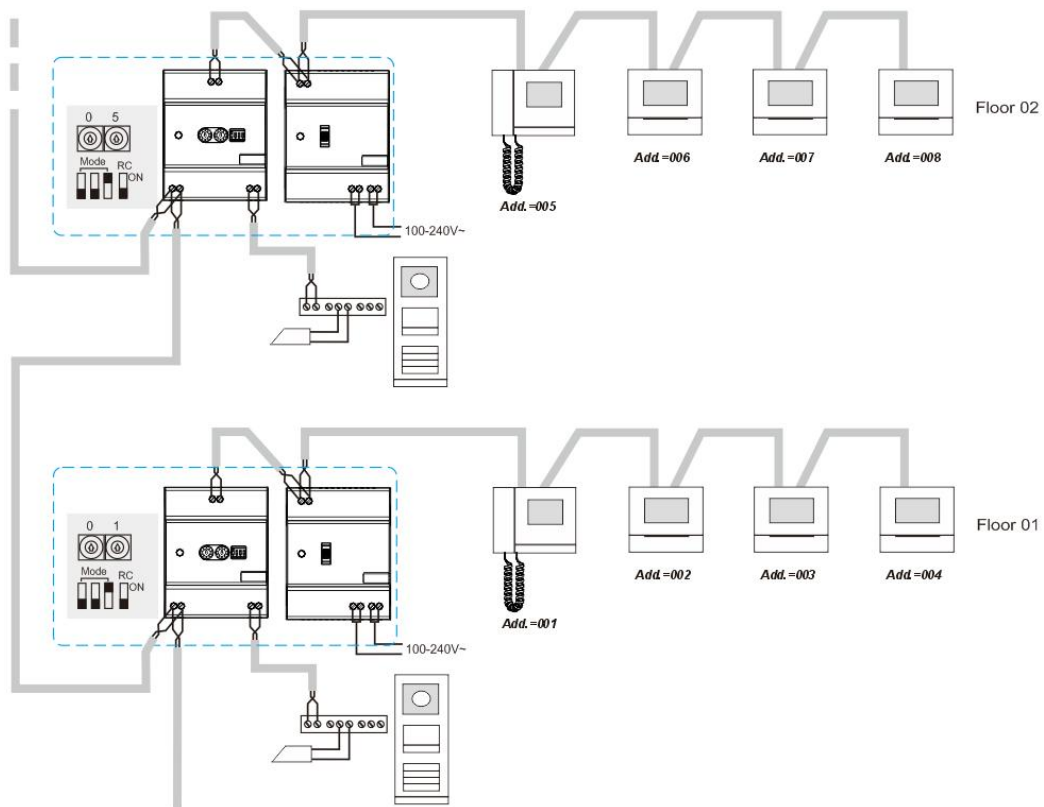 Floor 02
0 5
Mode RC
ON
Add.=005
Add.=006
Add.=007
Add.=008
100-240V~
Floor 01
0 1
Mode RC
ON
Add.=001
Add.=002
Add.=003
Add.=004
100-240V~